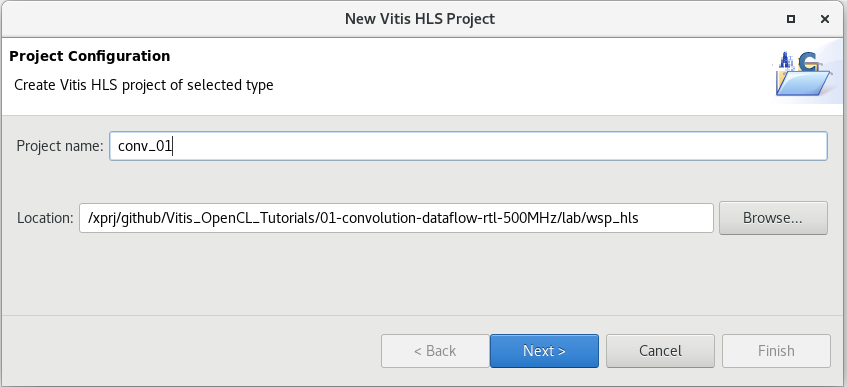 New Vitis HLS Project
Project Configuration
Create Vitis HLS project of selected type
Project name: conv_01
Location: /xprj/github/Vitis_OpenCL_Tutorials/01-convolution-dataflow-rtl-500MHz/lab/wsp_hls Browse...
< Back Next > Cancel Finish